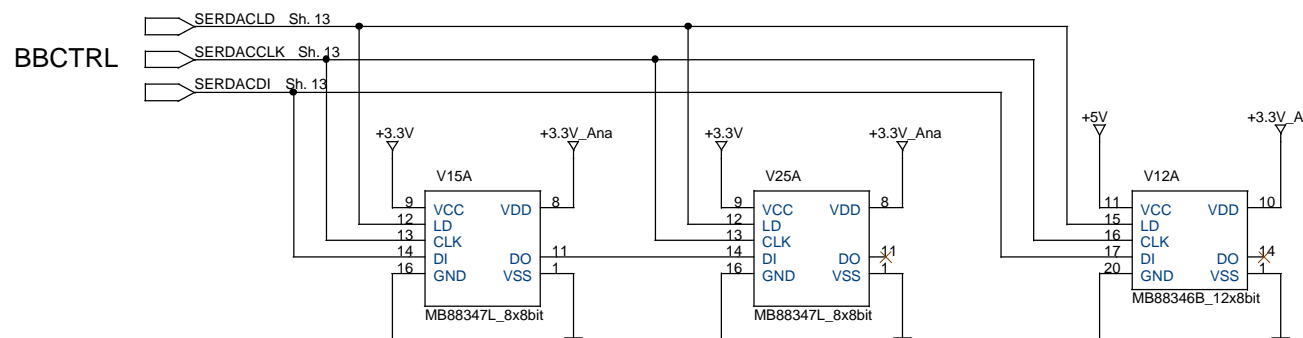 SERDACLD Sh. 13
BBCTRL
SERDACCLK Sh. 13
SERDACDI Sh. 13
+3.3V
+3.3V_Ana
+3.3V
+3.3V_Ana
+5V
+3.3V_A
V15A
V25A
V12A
9 VCC VDD 8
12 LD
13 CLK
14 DI DO 11
16 GND VSS 1
MB88347L_8x8bit
9 VCC VDD 8
12 LD
13 CLK
14 DI DO 11
16 GND VSS 1
MB88347L_8x8bit
11 VCC VDD 10
15 LD
16 CLK
17 DI DO 14
20 GND VSS 1
MB88346B_12x8bit